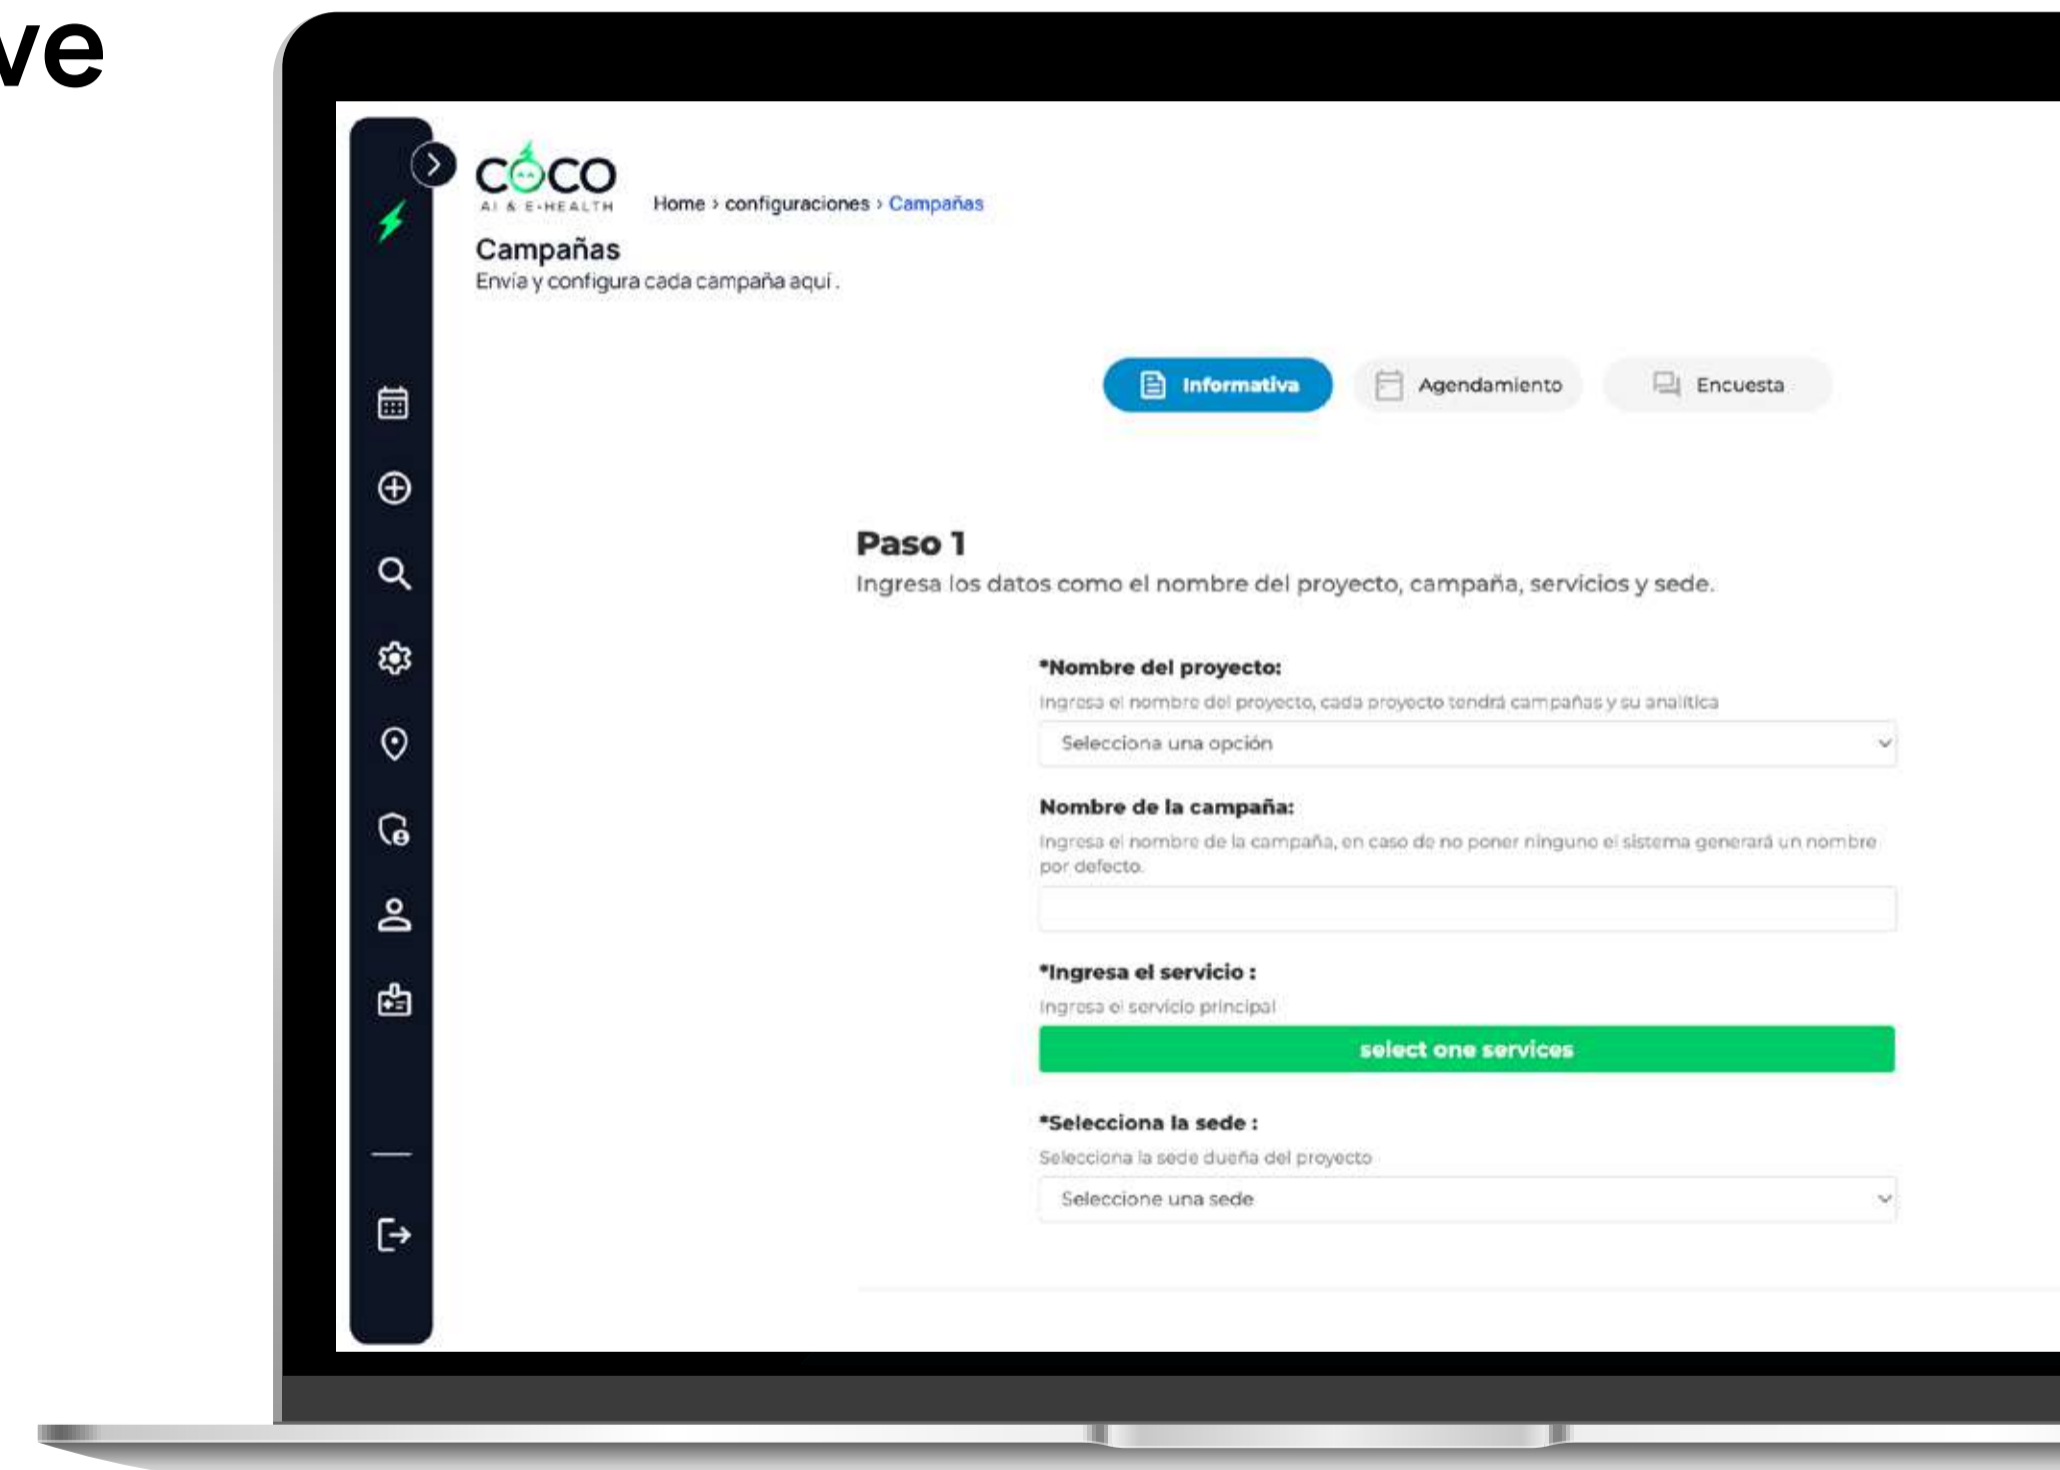 ve
CÓCO
AI & E-HEALTH
Home › configuraciones › Campañas
Campañas
Envía y configura cada campaña aquí .
Informativa
Agendamiento
Encuesta
Paso 1
Ingresa los datos como el nombre del proyecto, campaña, servicios y sede.
*Nombre del proyecto:
Ingresa el nombre del proyecto, cada proyecto tendrá campañas y su analítica
Selecciona una opción
Nombre de la campaña:
Ingresa el nombre de la campaña, en caso de no poner ninguno el sistema generará un nombre
por defecto.
*Ingresa el servicio :
Ingresa el servicio principal
select one services
*Selecciona la sede :
Selecciona la sede dueña del proyecto
Seleccione una sede